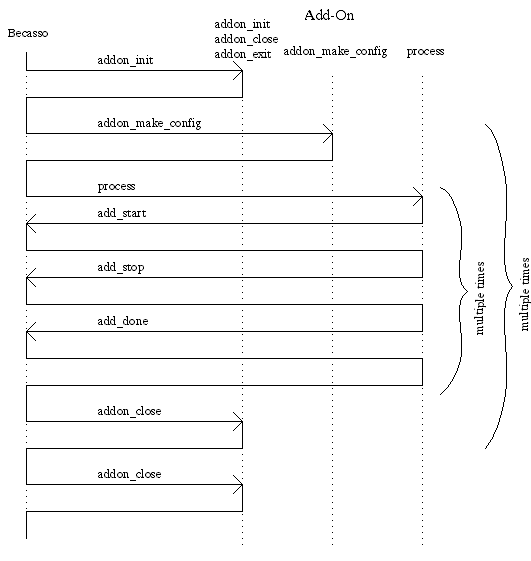 Add-On
Becasso
addon_init
addon_close
addon_exit
addon_make_config
process
addon_init
addon_make_config
process
add_start
add_stop
add_done
addon_close
addon_close
multiple times
multiple times